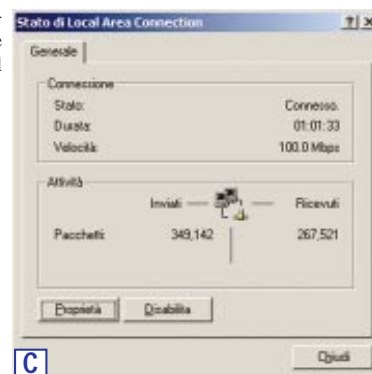 Stato di Local Area Connection
Generale
Connessione
Stato: Connesso.
Durata: 01:01:33
Velocità: 100.0 Mbps
Attività
Inviati Ricevuti
Pacchetti: 349,142 267,521
Proprietà Disabilita
Chiudi
C